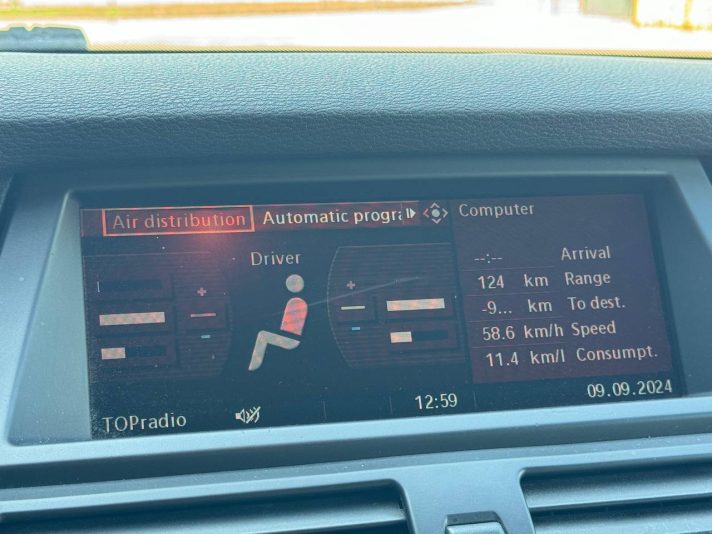 Air distribution
Automatic progra
Driver
Computer
--:-- Arrival
124 km Range
-9... km To dest.
58.6 km/h Speed
11.4 km/l Consumpt.
TOPradio
12:59
09.09.2024